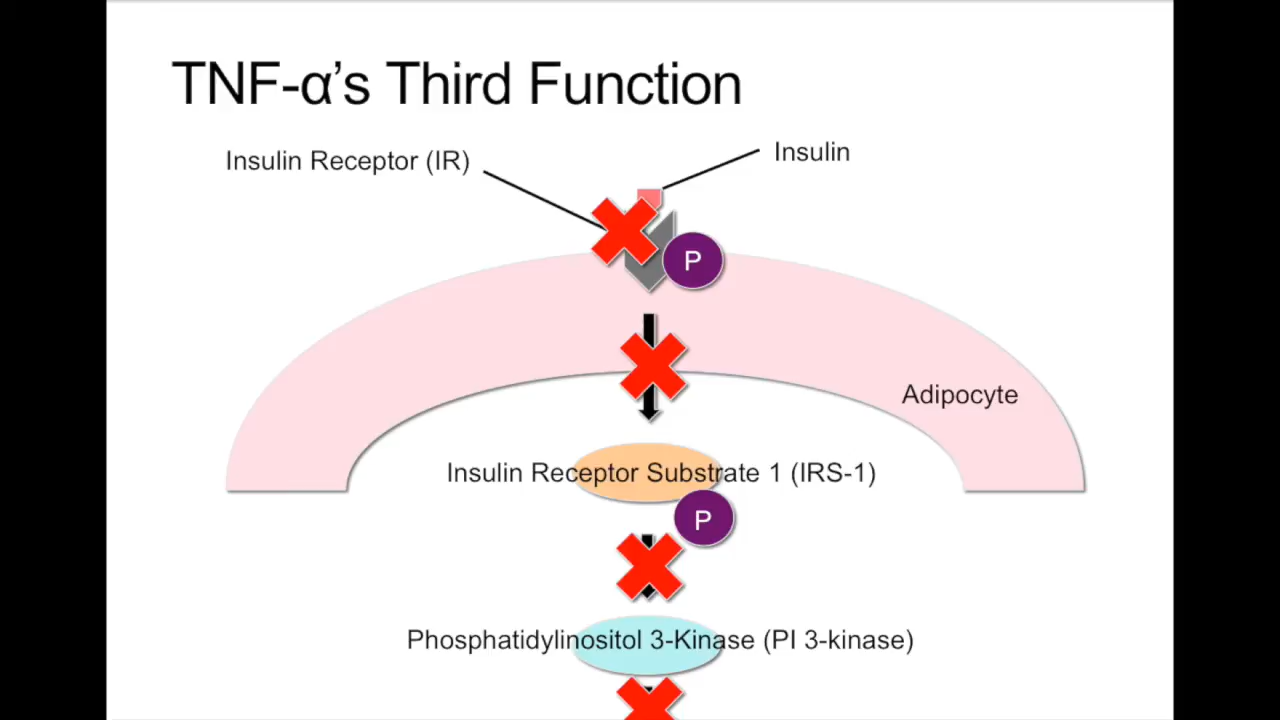 TNF-α’s Third Function
Insulin Receptor (IR)
Insulin
P
Adipocyte
Insulin Receptor Substrate 1 (IRS-1)
P
Phosphatidylinositol 3-Kinase (PI 3-kinase)